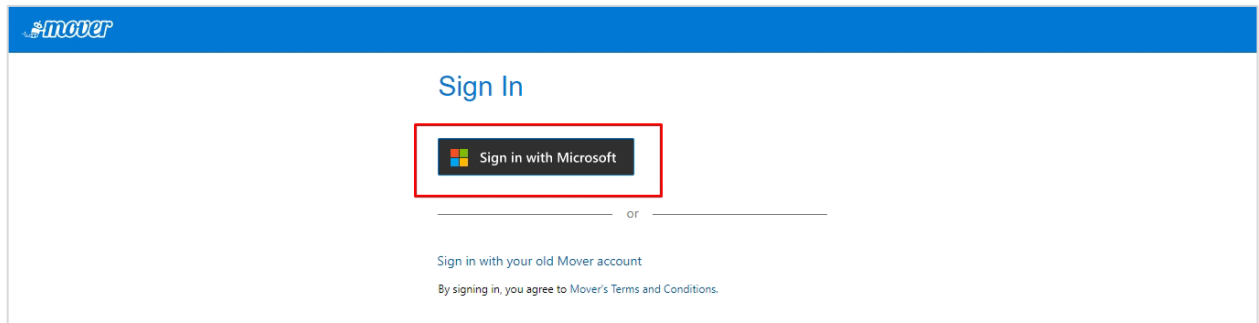 mover
Sign In
Sign in with Microsoft
or
Sign in with your old Mover account
By signing in, you agree to Mover's Terms and Conditions.